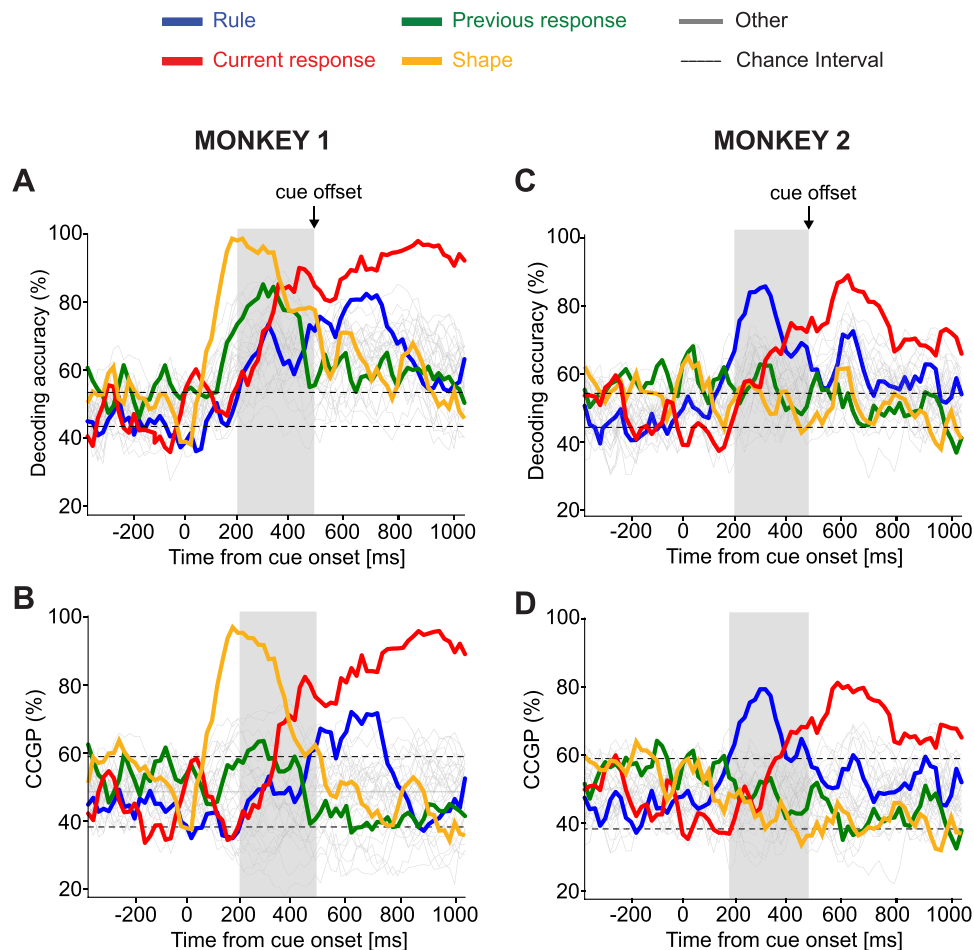 Rule Previous response Other
Current response Shape Chance Interval
MONKEY 1 MONKEY 2
A
cue offset
100
80
60
40
20
Decoding accuracy (%)
-200 0 200 400 600 800 1000
Time from cue onset [ms]
C
cue offset
100
80
60
40
20
Decoding accuracy (%)
-200 0 200 400 600 800 1000
Time from cue onset [ms]
B
100
80
60
40
20
CCGP (%)
-200 0 200 400 600 800 1000
Time from cue onset [ms]
D
100
80
60
40
20
CCGP (%)
-200 0 200 400 600 800 1000
Time from cue onset [ms]